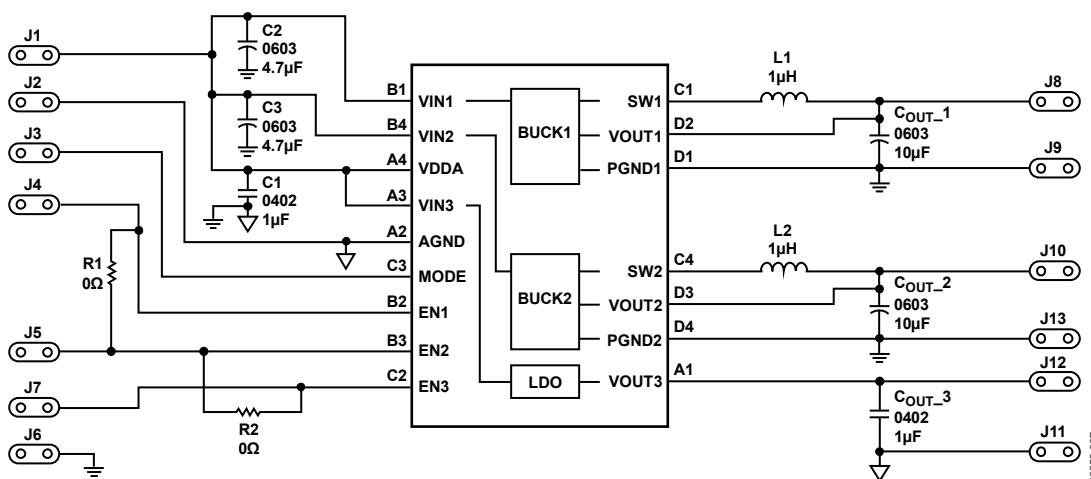 J1
C2
0603
4.7µF
J2
C3
0603
4.7µF
J3
J4
C1
0402
1µF
R1
0Ω
J5
J7
R2
0Ω
J6
B1
VIN1
B4
VIN2
A4
VDDA
A3
VIN3
A2
AGND
C3
MODE
B2
EN1
B3
EN2
C2
EN3
BUCK1
BUCK2
LDO
SW1
C1
VOUT1
D2
PGND1
D1
SW2
C4
VOUT2
D3
PGND2
D4
VOUT3
A1
L1
1µH
COUT_1
0603
10µF
J8
J9
L2
1µH
COUT_2
0603
10µF
J10
J13
J12
COUT_3
0402
1µF
J11